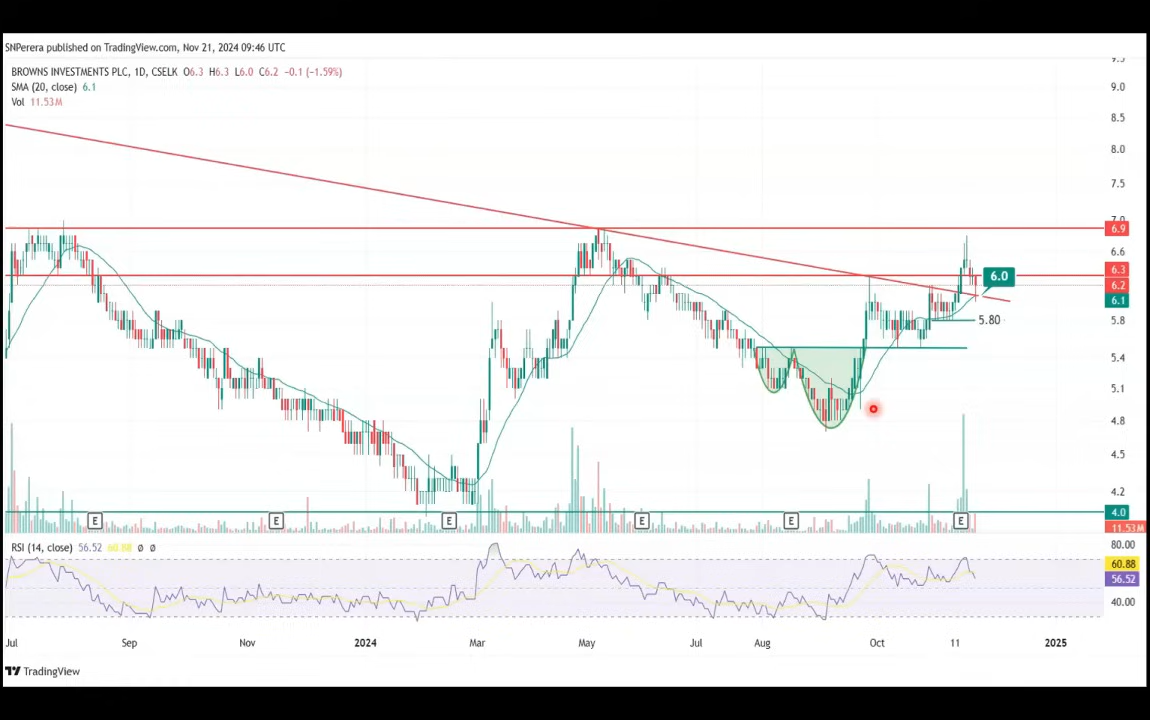 SNPerera published on TradingView.com, Nov 21, 2024 09:46 UTC
BROWNS INVESTMENTS PLC, 1D, CSELK O6.3 H6.3 L6.0 C6.2 −0.1 (−1.59%)
SMA (20, close) 6.1
Vol 11.53M
9.5
9.0
8.5
8.0
7.5
7.0
6.9
6.6
6.3
6.2
6.1
6.0
5.8
5.80
5.4
5.1
4.8
4.5
4.2
4.0
11.53M
E E E E E E
RSI (14, close) 56.52 60.88 ∅ ∅
80.00
60.88
56.52
40.00
Jul Sep Nov 2024 Mar May Jul Aug Oct 11 2025
TradingView